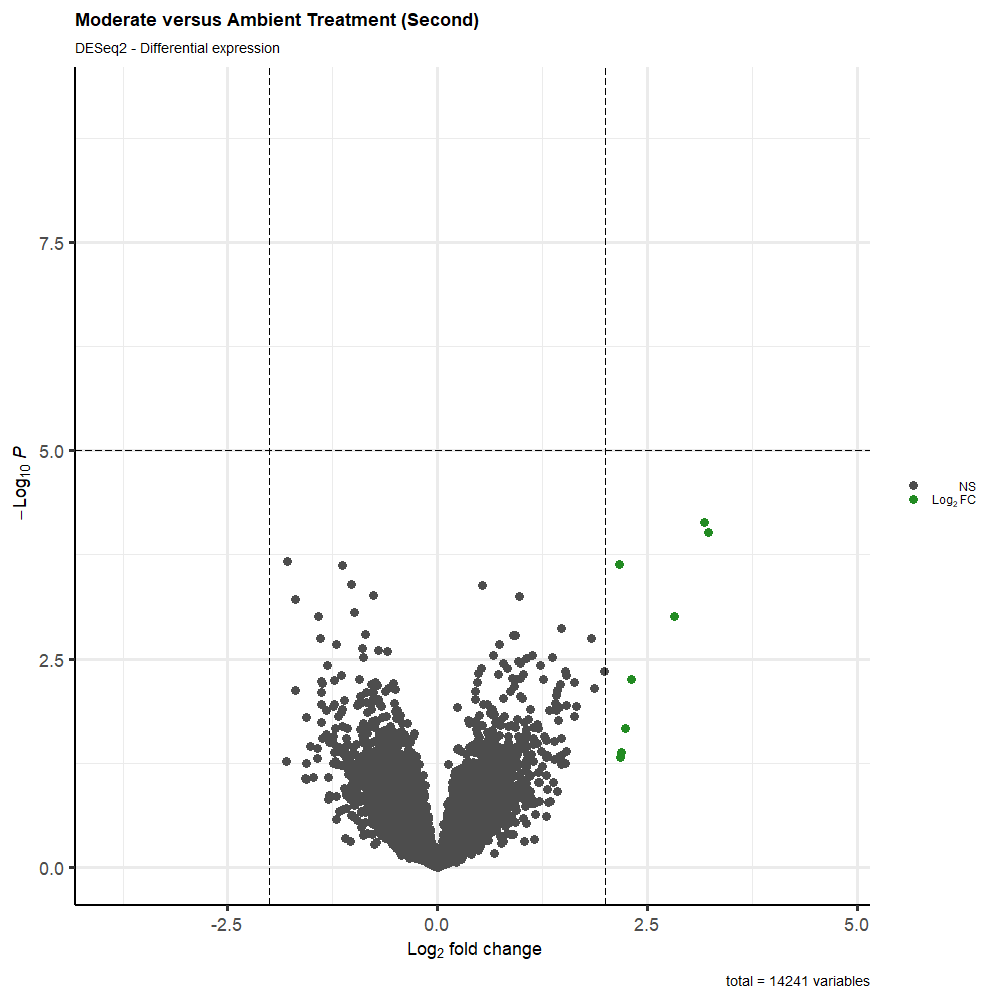 Moderate versus Ambient Treatment (Second)
DESeq2 - Differential expression
7.5
5.0
2.5
0.0
−Log10 P
-2.5 0.0 2.5 5.0
Log2 fold change
NS
Log2 FC
total = 14241 variables